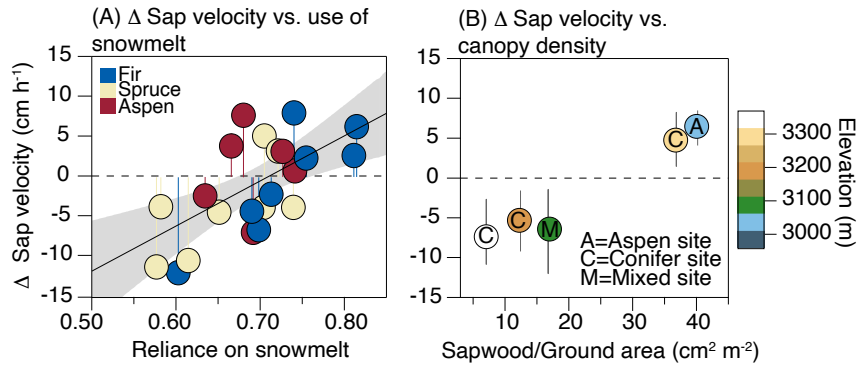 (A) Δ Sap velocity vs. use of
snowmelt
Δ Sap velocity (cm h⁻¹)
15
10
5
0
-5
-10
-15
Fir
Spruce
Aspen
0.50
0.60
0.70
0.80
Reliance on snowmelt
(B) Δ Sap velocity vs.
canopy density
15
10
5
0
-5
-10
-15
C
A
C
C
M
A=Aspen site
C=Conifer site
M=Mixed site
10
20
30
40
Sapwood/Ground area (cm² m⁻²)
3300
3200
3100
3000
Elevation (m)